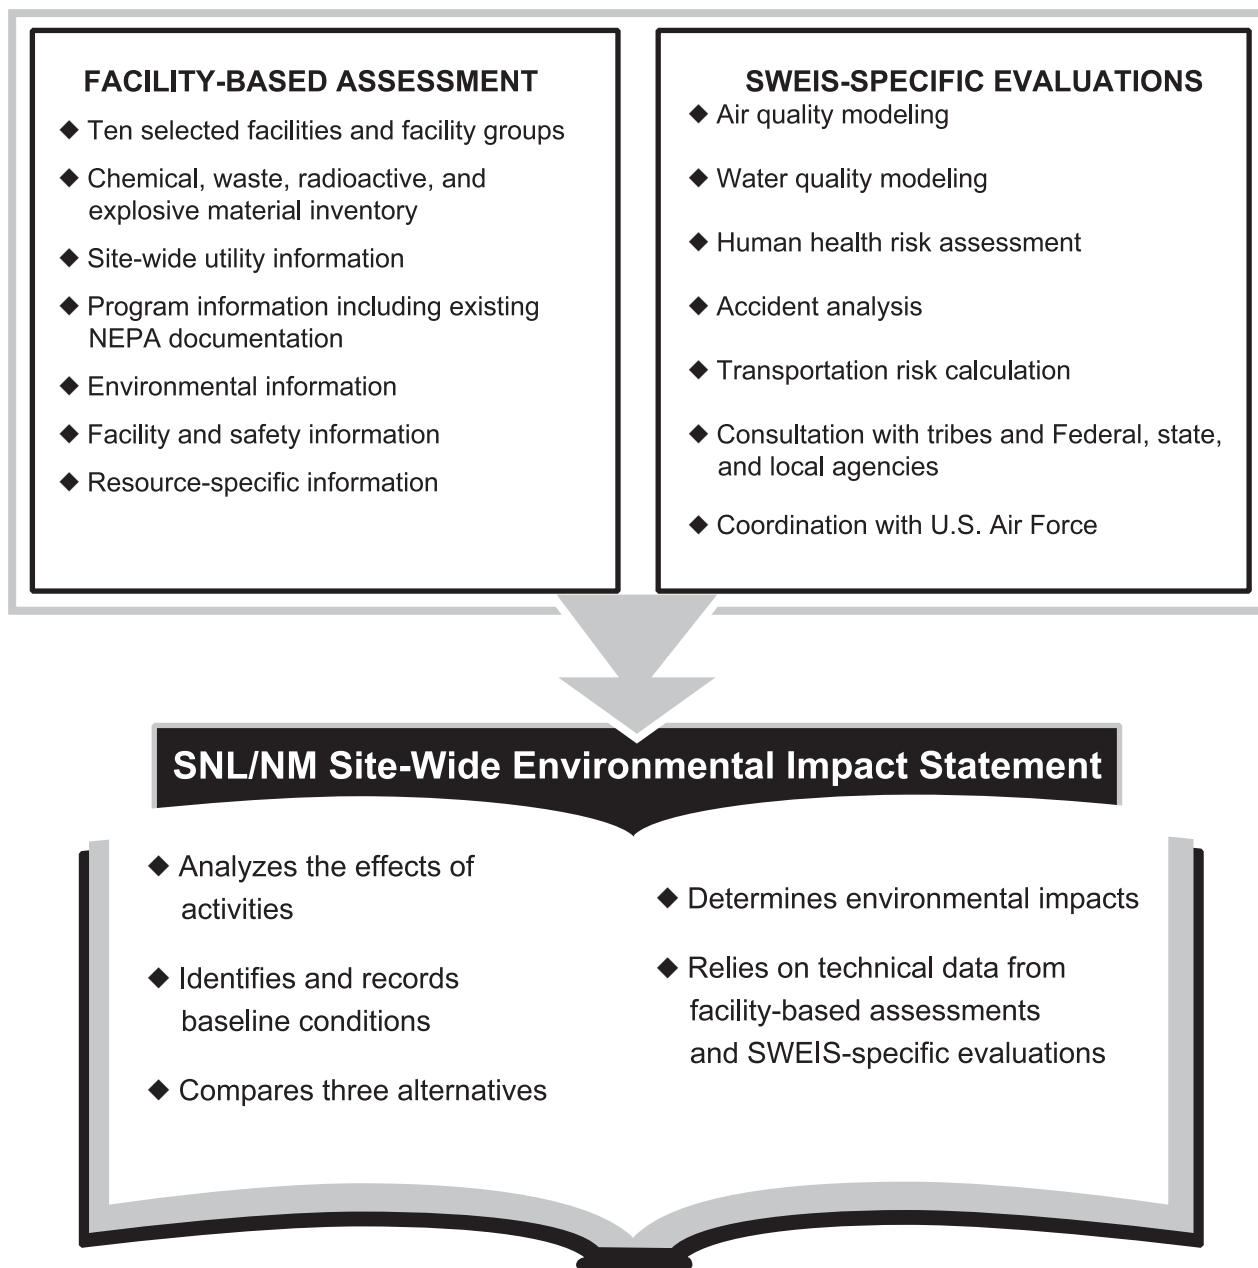 FACILITY-BASED ASSESSMENT
◆ Ten selected facilities and facility groups
◆ Chemical, waste, radioactive, and
explosive material inventory
◆ Site-wide utility information
◆ Program information including existing
NEPA documentation
◆ Environmental information
◆ Facility and safety information
◆ Resource-specific information
SWEIS-SPECIFIC EVALUATIONS
◆ Air quality modeling
◆ Water quality modeling
◆ Human health risk assessment
◆ Accident analysis
◆ Transportation risk calculation
◆ Consultation with tribes and Federal, state,
and local agencies
◆ Coordination with U.S. Air Force
SNL/NM Site-Wide Environmental Impact Statement
◆ Analyzes the effects of
activities
◆ Identifies and records
baseline conditions
◆ Compares three alternatives
◆ Determines environmental impacts
◆ Relies on technical data from
facility-based assessments
and SWEIS-specific evaluations